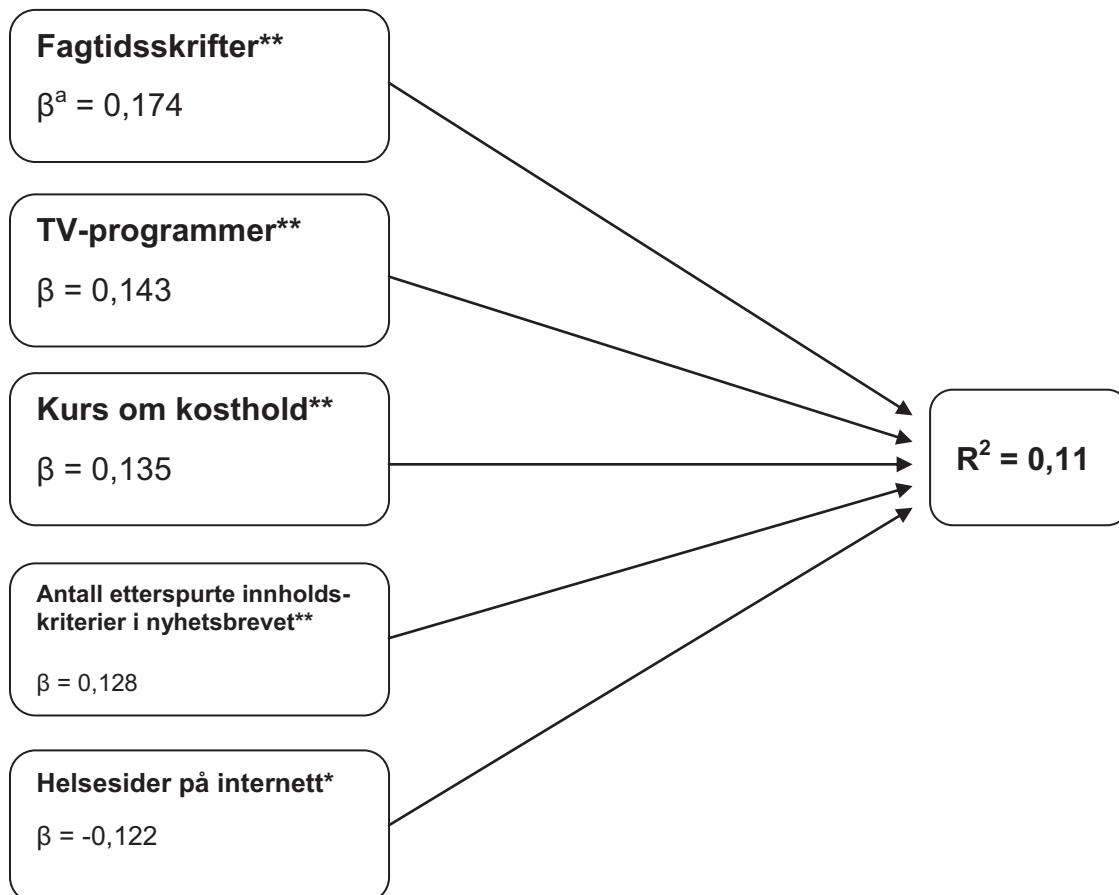 Fagtidsskrifter**
βᵃ = 0,174
TV-programmer**
β = 0,143
Kurs om kosthold**
β = 0,135
R² = 0,11
Antall etterspurte innholds-
kriterier i nyhetsbrevet**
β = 0,128
Helsesider på internett*
β = -0,122